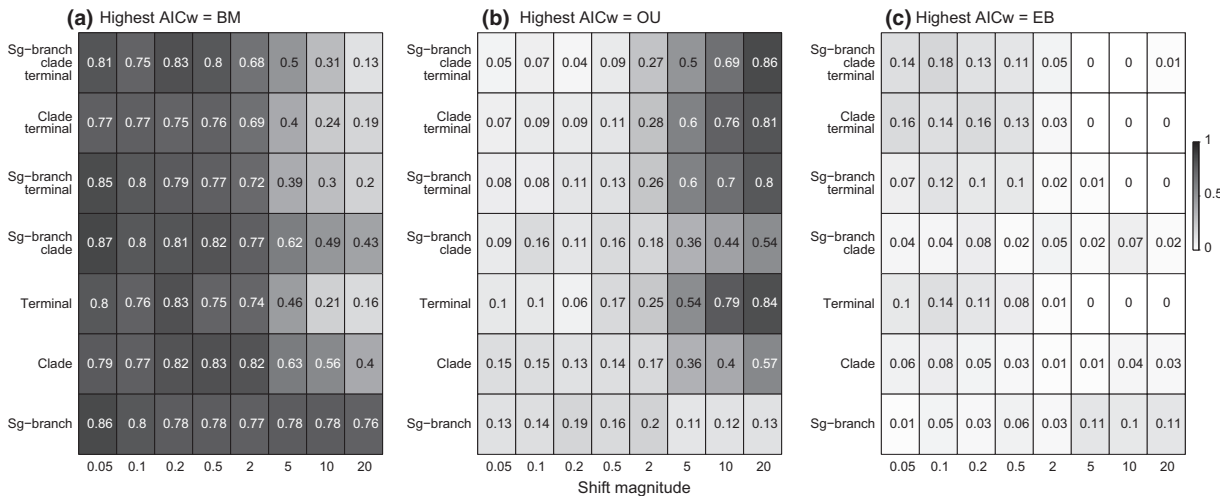 (a) Highest AICw = BM
(b) Highest AICw = OU
(c) Highest AICw = EB
Sg−branch
clade
terminal
0.81 0.75 0.83 0.8 0.68 0.5 0.31 0.13
Clade
terminal
0.77 0.77 0.75 0.76 0.69 0.4 0.24 0.19
Sg−branch
terminal
0.85 0.8 0.79 0.77 0.72 0.39 0.3 0.2
Sg−branch
clade
0.87 0.8 0.81 0.82 0.77 0.62 0.49 0.43
Terminal
0.8 0.76 0.83 0.75 0.74 0.46 0.21 0.16
Clade
0.79 0.77 0.82 0.83 0.82 0.63 0.56 0.4
Sg−branch
0.86 0.8 0.78 0.78 0.77 0.78 0.78 0.76
0.05 0.1 0.2 0.5 2 5 10 20
Sg−branch
clade
terminal
0.05 0.07 0.04 0.09 0.27 0.5 0.69 0.86
Clade
terminal
0.07 0.09 0.09 0.11 0.28 0.6 0.76 0.81
Sg−branch
terminal
0.08 0.08 0.11 0.13 0.26 0.6 0.7 0.8
Sg−branch
clade
0.09 0.16 0.11 0.16 0.18 0.36 0.44 0.54
Terminal
0.1 0.1 0.06 0.17 0.25 0.54 0.79 0.84
Clade
0.15 0.15 0.13 0.14 0.17 0.36 0.4 0.57
Sg−branch
0.13 0.14 0.19 0.16 0.2 0.11 0.12 0.13
0.05 0.1 0.2 0.5 2 5 10 20
Shift magnitude
Sg−branch
clade
terminal
0.14 0.18 0.13 0.11 0.05 0 0 0.01
Clade
terminal
0.16 0.14 0.16 0.13 0.03 0 0 0
Sg−branch
terminal
0.07 0.12 0.1 0.1 0.02 0.01 0 0
Sg−branch
clade
0.04 0.04 0.08 0.02 0.05 0.02 0.07 0.02
Terminal
0.1 0.14 0.11 0.08 0.01 0 0 0
Clade
0.06 0.08 0.05 0.03 0.01 0.01 0.04 0.03
Sg−branch
0.01 0.05 0.03 0.06 0.03 0.11 0.1 0.11
0.05 0.1 0.2 0.5 2 5 10 20
1
0.5
0